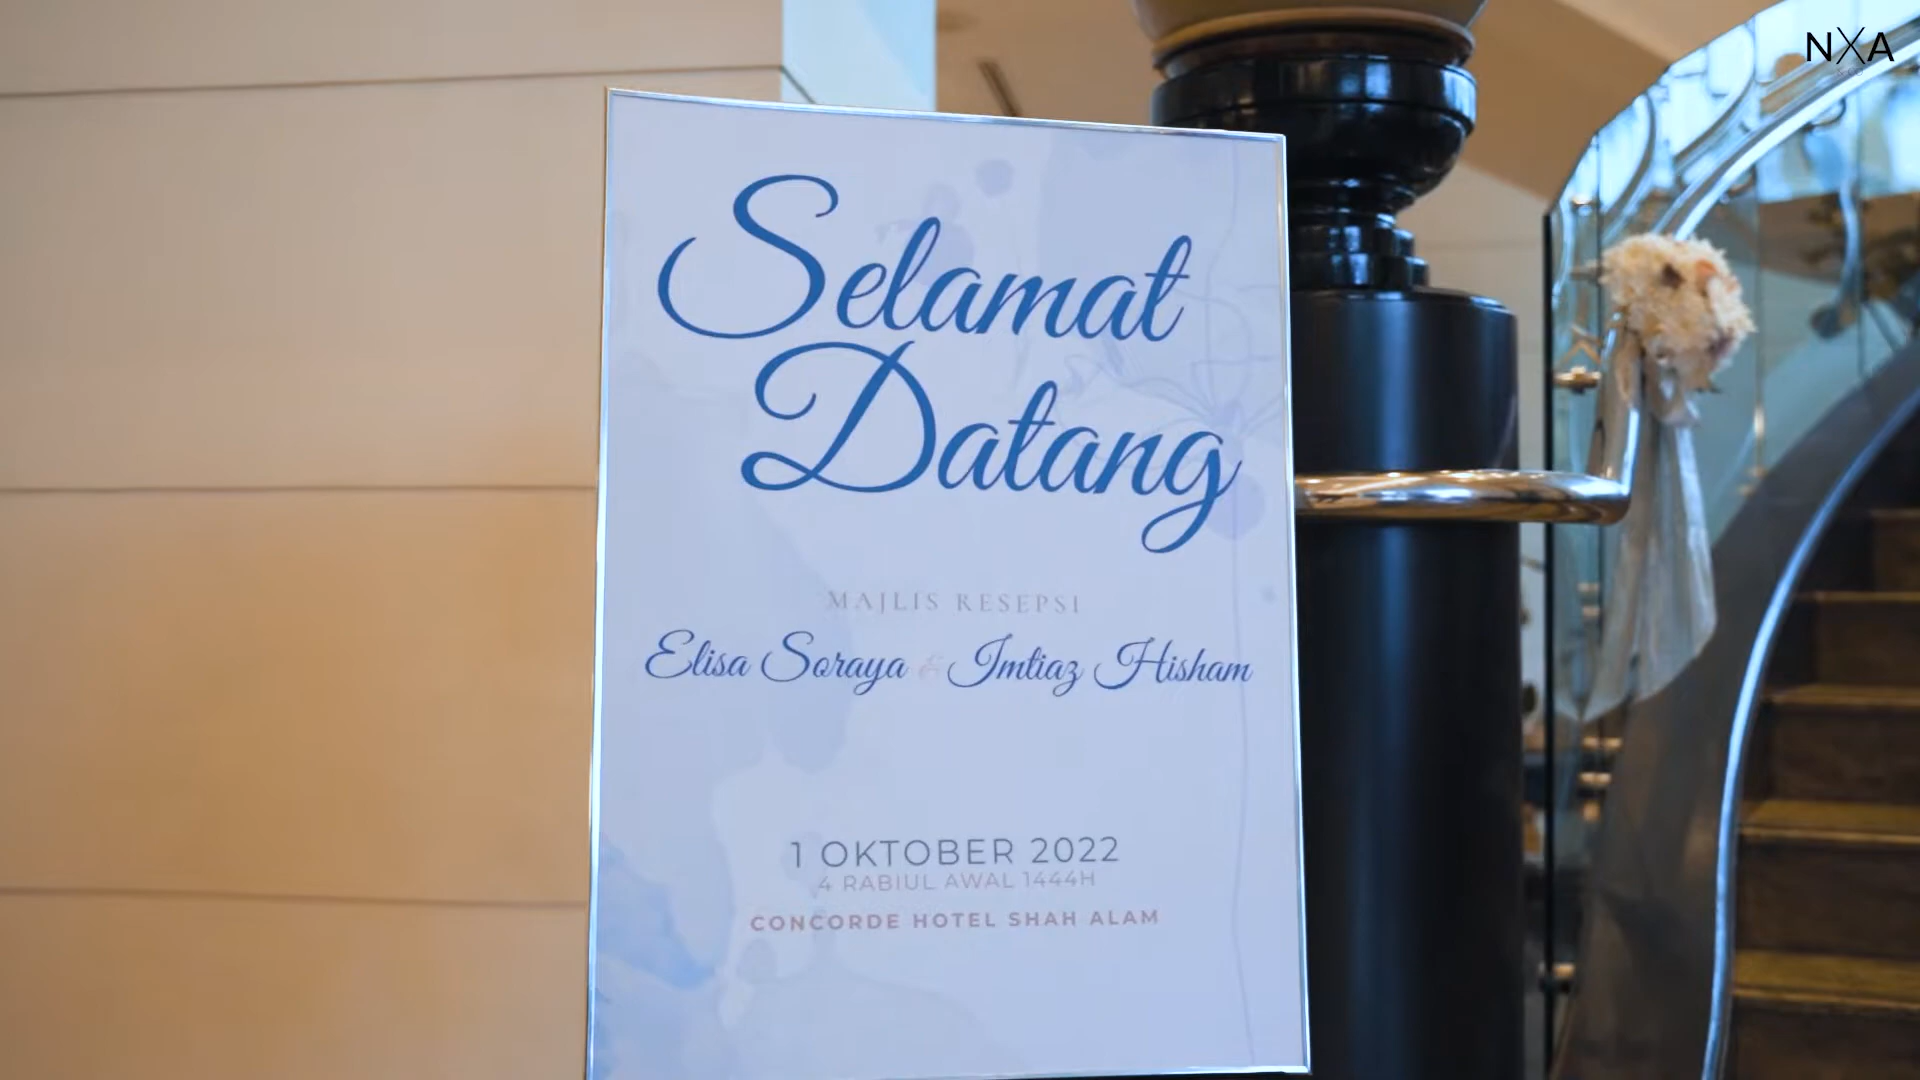 NXA
& CO
Selamat
Datang
MAJLIS RESEPSI
Elisa Soraya & Imtiaz Hisham
1 OKTOBER 2022
4 RABIUL AWAL 1444H
CONCORDE HOTEL SHAH ALAM